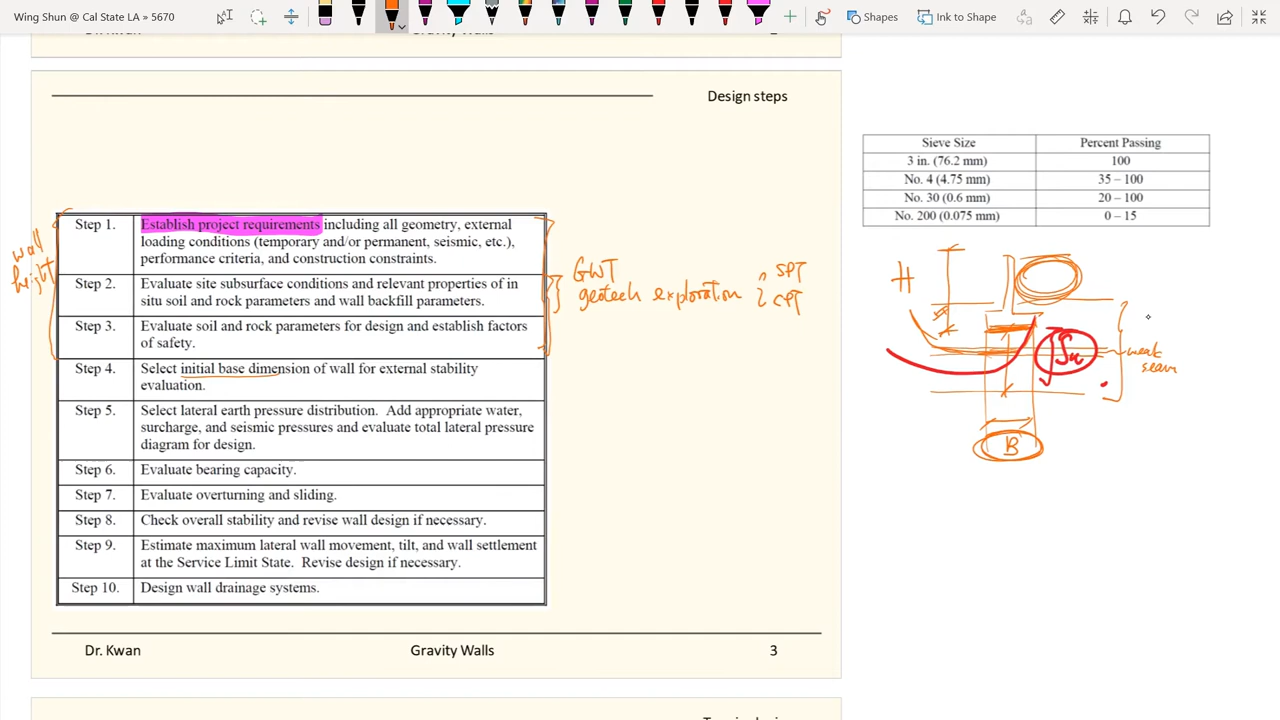 Wing Shun @ Cal State LA » 5670
Shapes
Ink to Shape
Dr. Kwan
Gravity Walls
2
Design steps
Step 1.
Establish project requirements including all geometry, external
loading conditions (temporary and/or permanent, seismic, etc.),
performance criteria, and construction constraints.
Step 2.
Evaluate site subsurface conditions and relevant properties of in
situ soil and rock parameters and wall backfill parameters.
Step 3.
Evaluate soil and rock parameters for design and establish factors
of safety.
Step 4.
Select initial base dimension of wall for external stability
evaluation.
Step 5.
Select lateral earth pressure distribution. Add appropriate water,
surcharge, and seismic pressures and evaluate total lateral pressure
diagram for design.
Step 6.
Evaluate bearing capacity.
Step 7.
Evaluate overturning and sliding.
Step 8.
Check overall stability and revise wall design if necessary.
Step 9.
Estimate maximum lateral wall movement, tilt, and wall settlement
at the Service Limit State. Revise design if necessary.
Step 10.
Design wall drainage systems.
wall
height
GWT
geotech exploration
SPT
CPT
Dr. Kwan
Gravity Walls
3
Sieve Size
Percent Passing
3 in. (76.2 mm)
100
No. 4 (4.75 mm)
35 – 100
No. 30 (0.6 mm)
20 – 100
No. 200 (0.075 mm)
0 – 15
H
Su
weak
seam
B